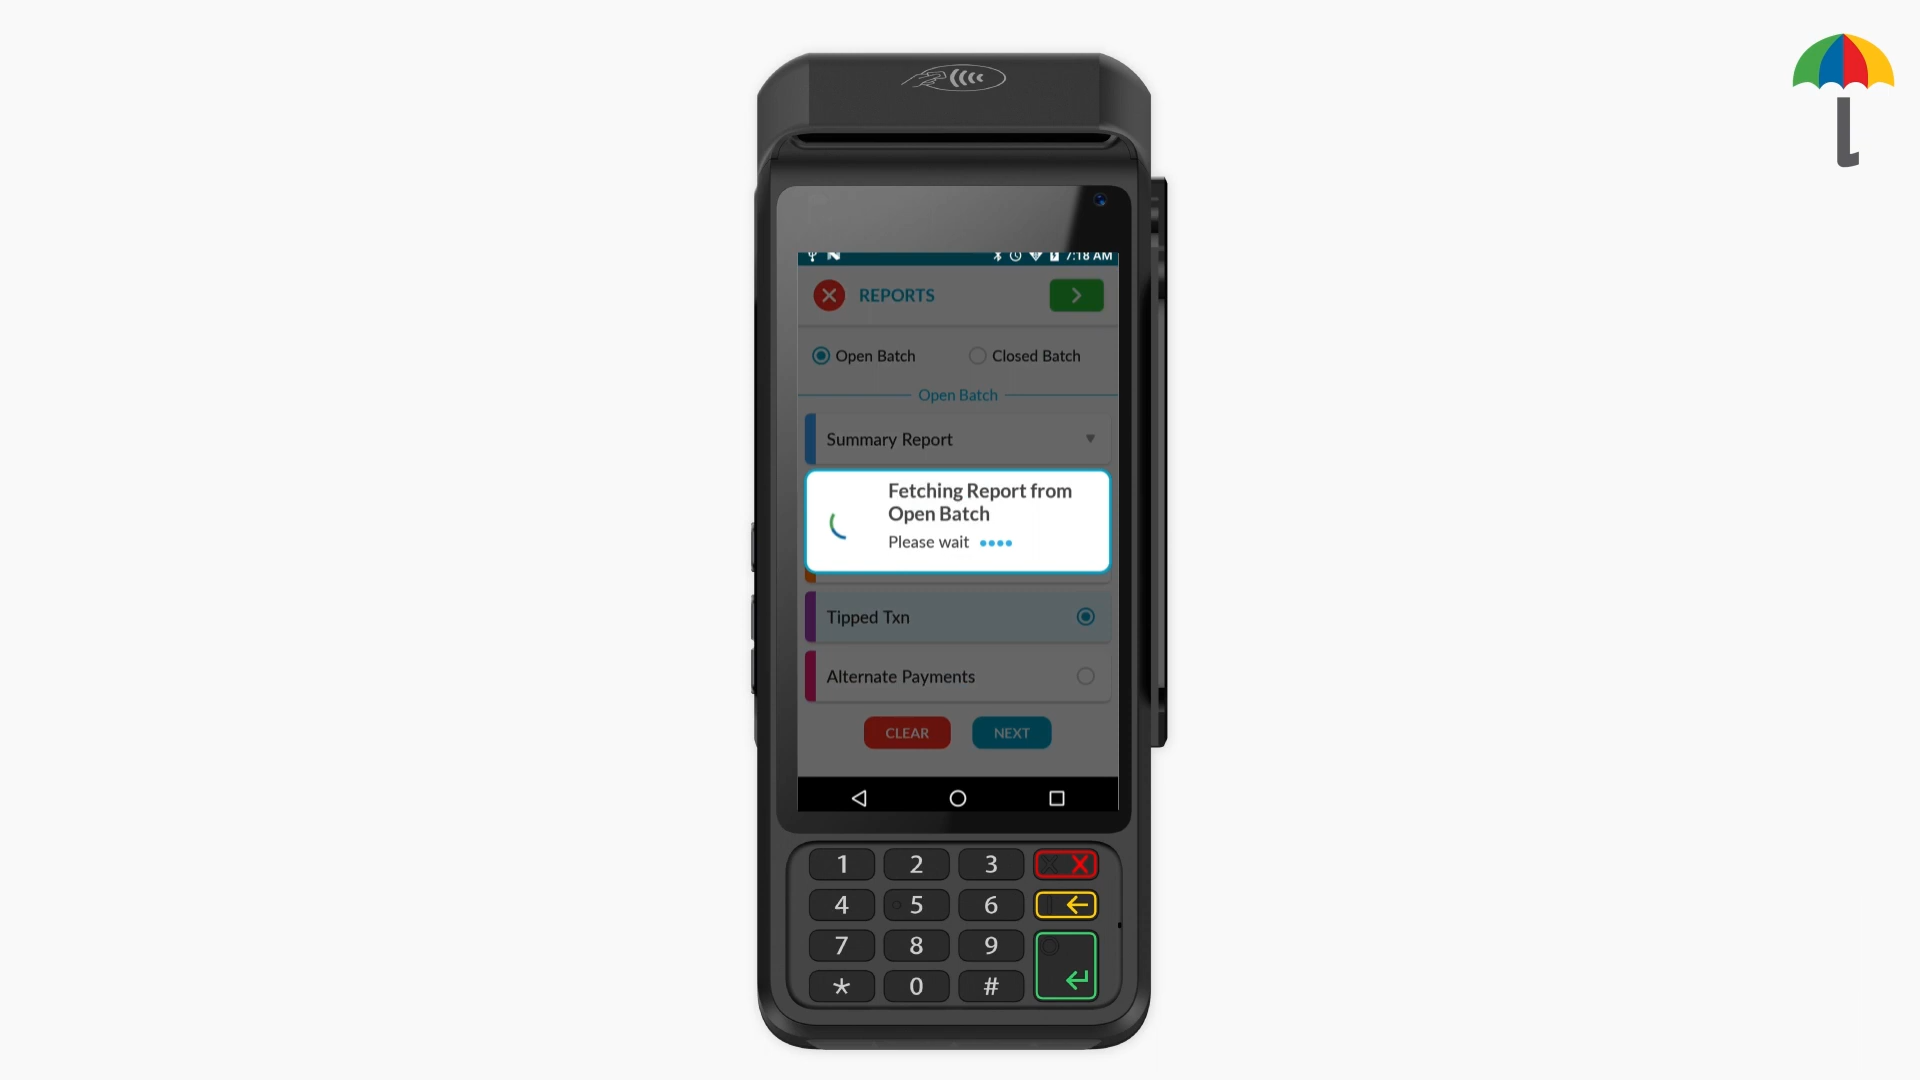 7:18 AM
REPORTS
Open Batch
Closed Batch
Open Batch
Summary Report
Fetching Report from
Open Batch
Please wait
Tipped Txn
Alternate Payments
CLEAR
NEXT
1 2 3 X
4 5 6
7 8 9
* 0 #